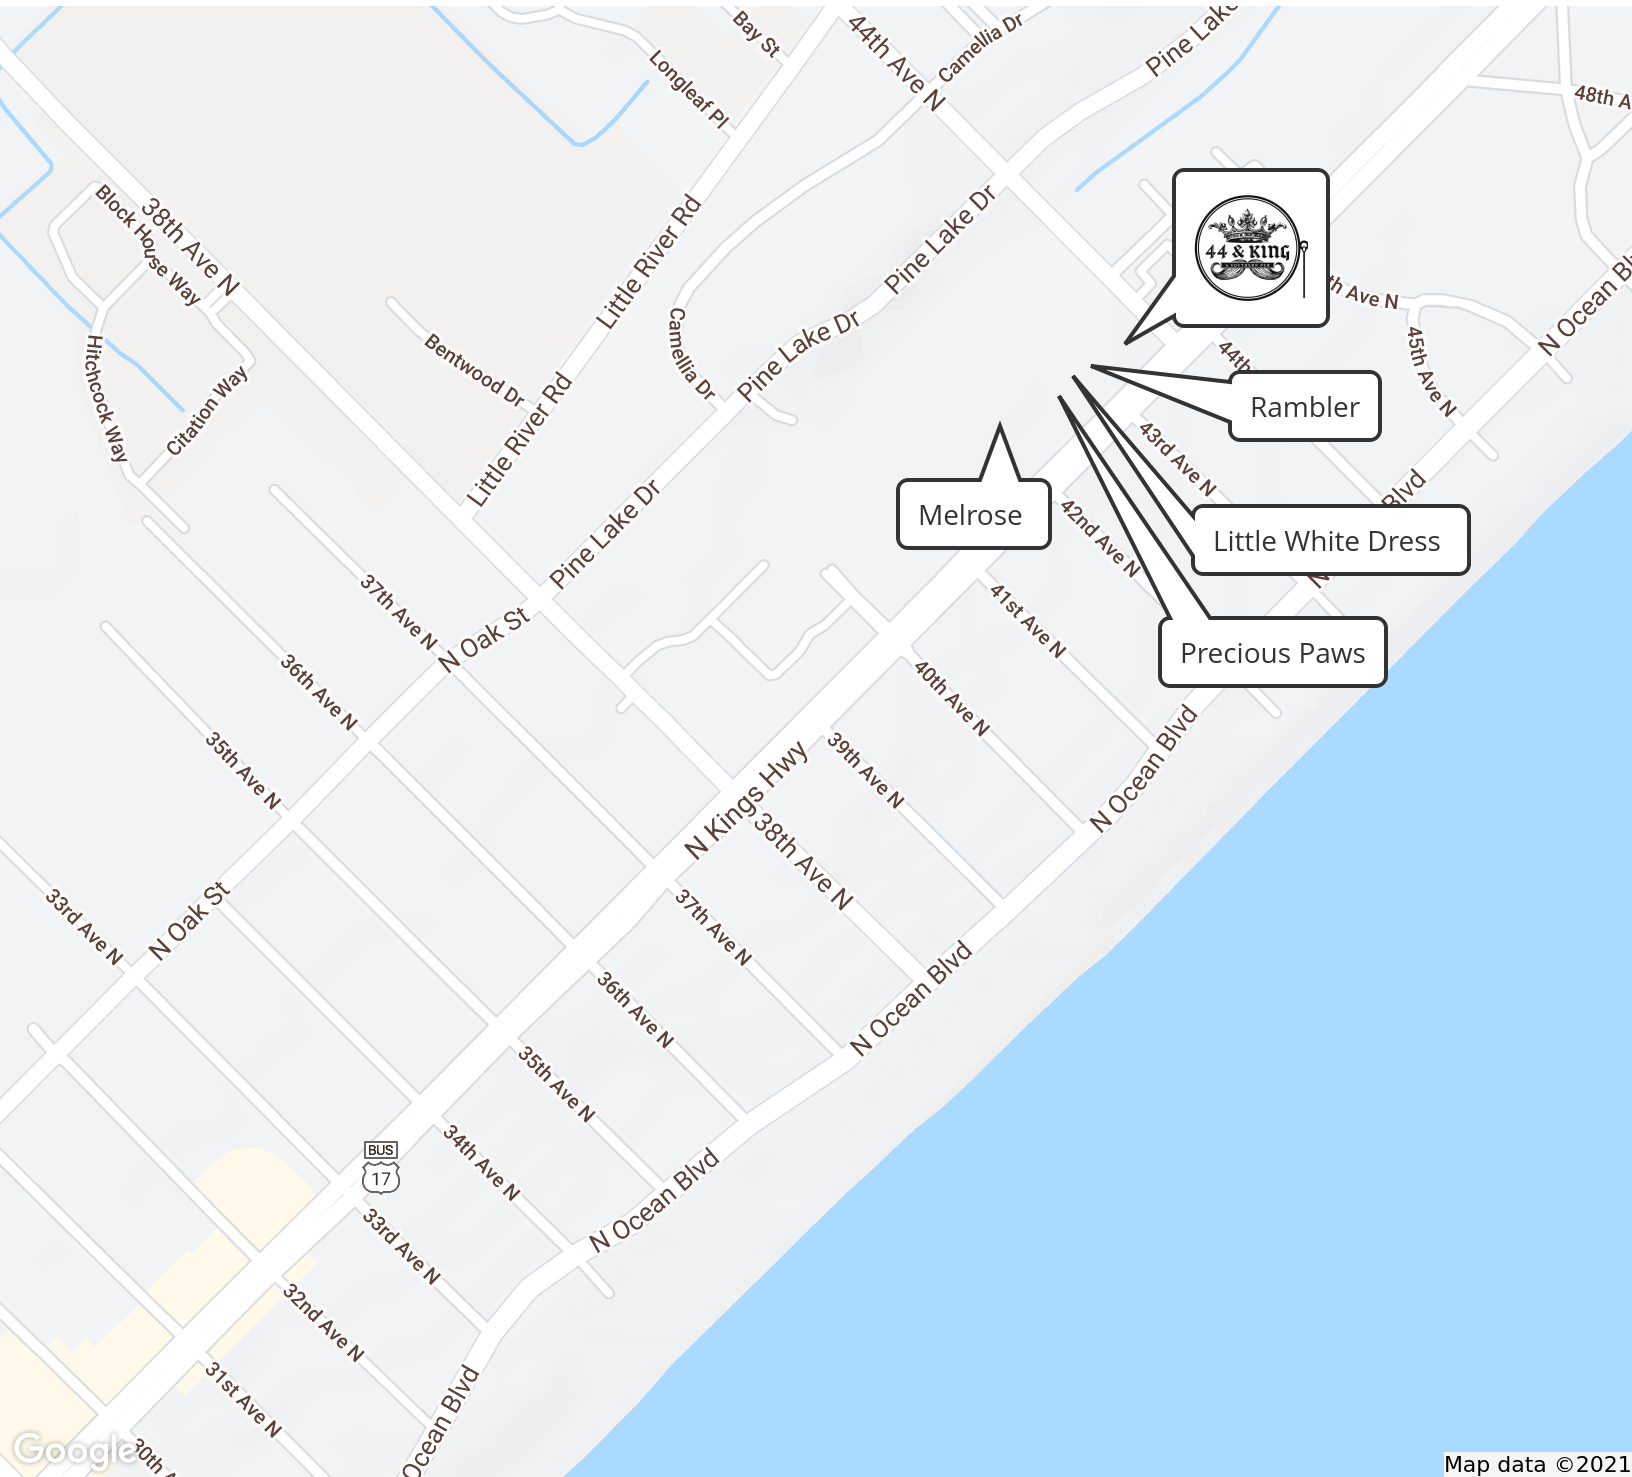 Bay St
Longleaf Pl
44th Ave N
Camellia Dr
Pine Lake
48th A
Block House Way
38th Ave N
Little River Rd
Pine Lake Dr
44 & KING
th Ave N
N Ocean Bl
Hitchcock Way
Bentwood Dr
Camellia Dr
Pine Lake Dr
44th
45th Ave N
Rambler
Citation Way
Little River Rd
43rd Ave N
Blvd
Melrose
42nd Ave N
Little White Dress
Pine Lake Dr
N
37th Ave N
N Oak St
41st Ave N
Precious Paws
36th Ave N
40th Ave N
35th Ave N
N Kings Hwy
39th Ave N
N Ocean Blvd
38th Ave N
33rd Ave N
N Oak St
37th Ave N
N Ocean Blvd
36th Ave N
35th Ave N
BUS
17
34th Ave N
N Ocean Blvd
33rd Ave N
32nd Ave N
31st Ave N
Ocean Blvd
Google
30th A
Map data ©2021